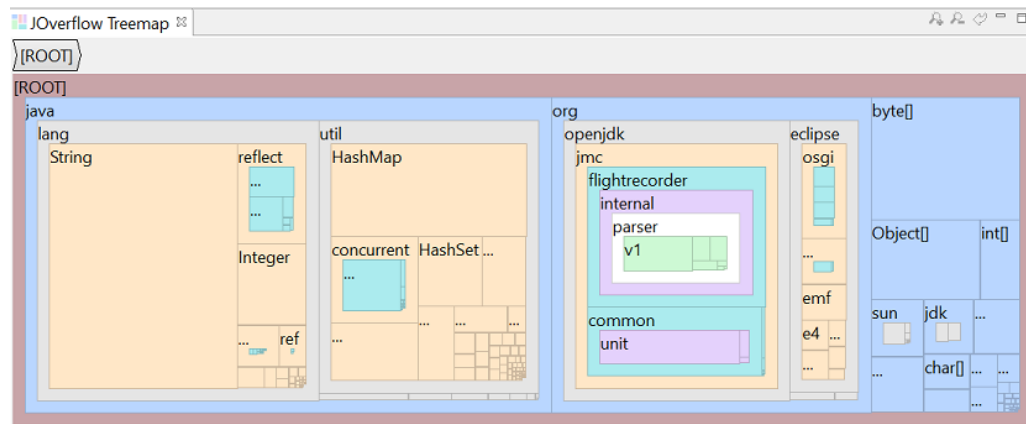 JOverflow Treemap
[ROOT]
[ROOT]
java
org
byte[]
lang
util
openjdk
eclipse
String
reflect
HashMap
jmc
osgi
...
flightrecorder
...
internal
parser
Object[]
int[]
Integer
concurrent
HashSet
...
v1
...
...
emf
sun
jdk
...
...
...
...
common
...
ref
...
unit
e4
...
...
...
char[]
...
...
...